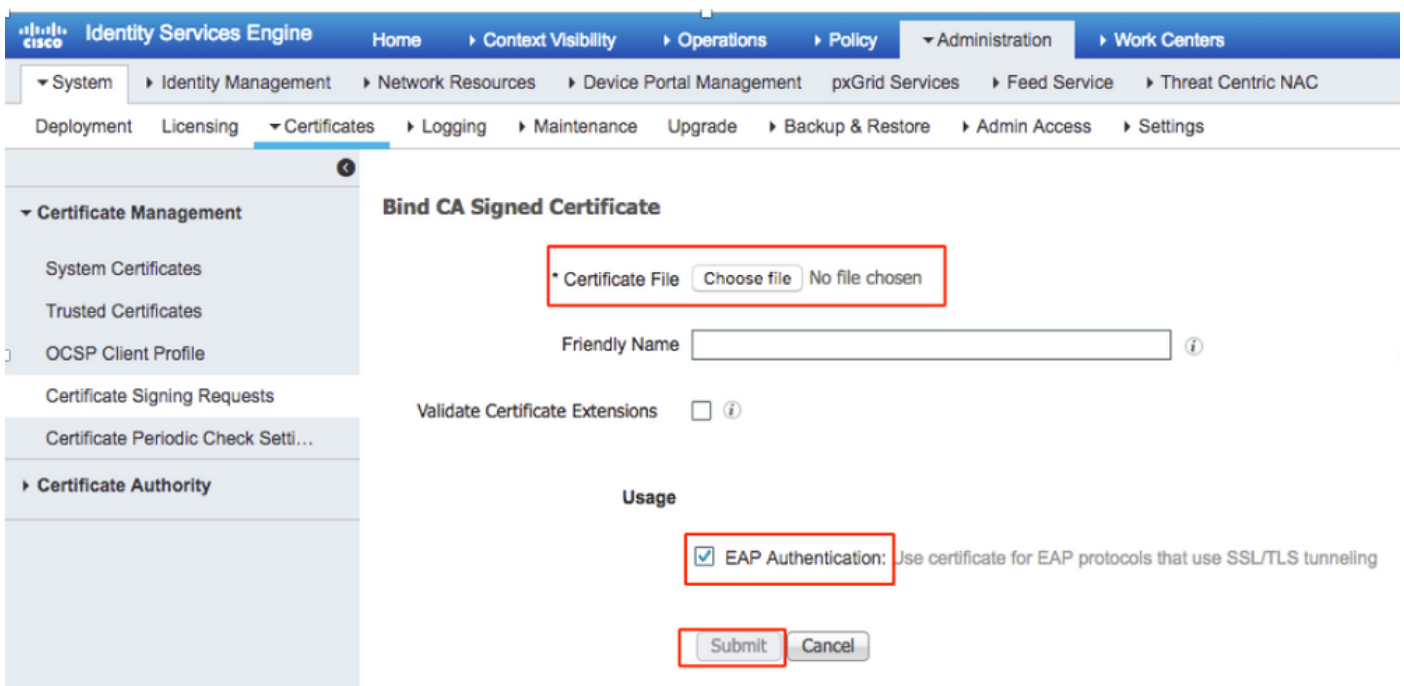 cisco Identity Services Engine Home Context Visibility Operations Policy Administration Work Centers
System Identity Management Network Resources Device Portal Management pxGrid Services Feed Service Threat Centric NAC
Deployment Licensing Certificates Logging Maintenance Upgrade Backup & Restore Admin Access Settings
Certificate Management
System Certificates
Trusted Certificates
OCSP Client Profile
Certificate Signing Requests
Certificate Periodic Check Setti...
Certificate Authority
Bind CA Signed Certificate
* Certificate File Choose file No file chosen
Friendly Name
Validate Certificate Extensions
Usage
EAP Authentication: Use certificate for EAP protocols that use SSL/TLS tunneling
Submit Cancel